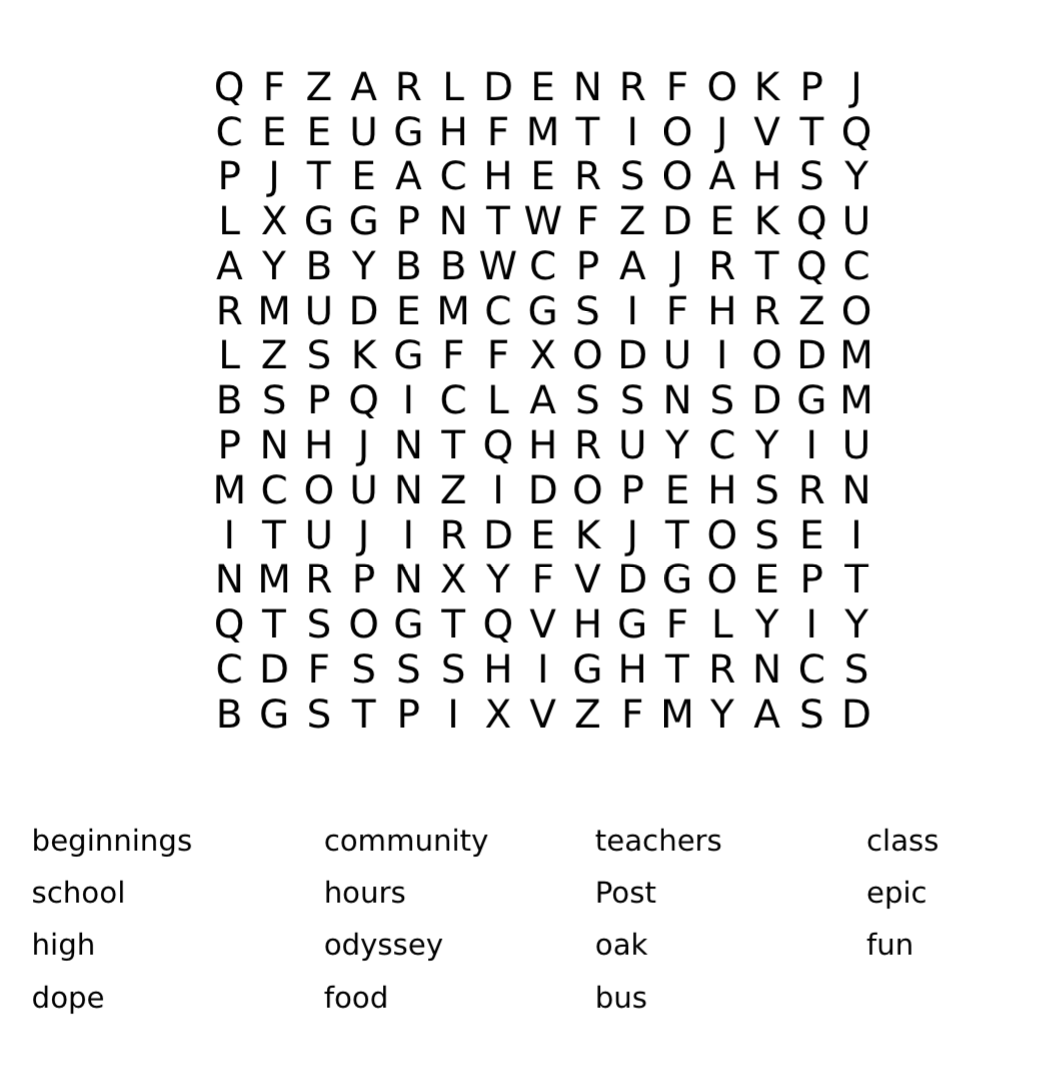 Q F Z A R L D E N R F O K P J
C E E U G H F M T I O J V T Q
P J T E A C H E R S O A H S Y
L X G G P N T W F Z D E K Q U
A Y B Y B B W C P A J R T Q C
R M U D E M C G S I F H R Z O
L Z S K G F F X O D U I O D M
B S P Q I C L A S S N S D G M
P N H J N T Q H R U Y C Y I U
M C O U N Z I D O P E H S R N
I T U J I R D E K J T O S E I
N M R P N X Y F V D G O E P T
Q T S O G T Q V H G F L Y I Y
C D F S S S H I G H T R N C S
B G S T P I X V Z F M Y A S D
beginnings community teachers class
school hours Post epic
high odyssey oak fun
dope food bus